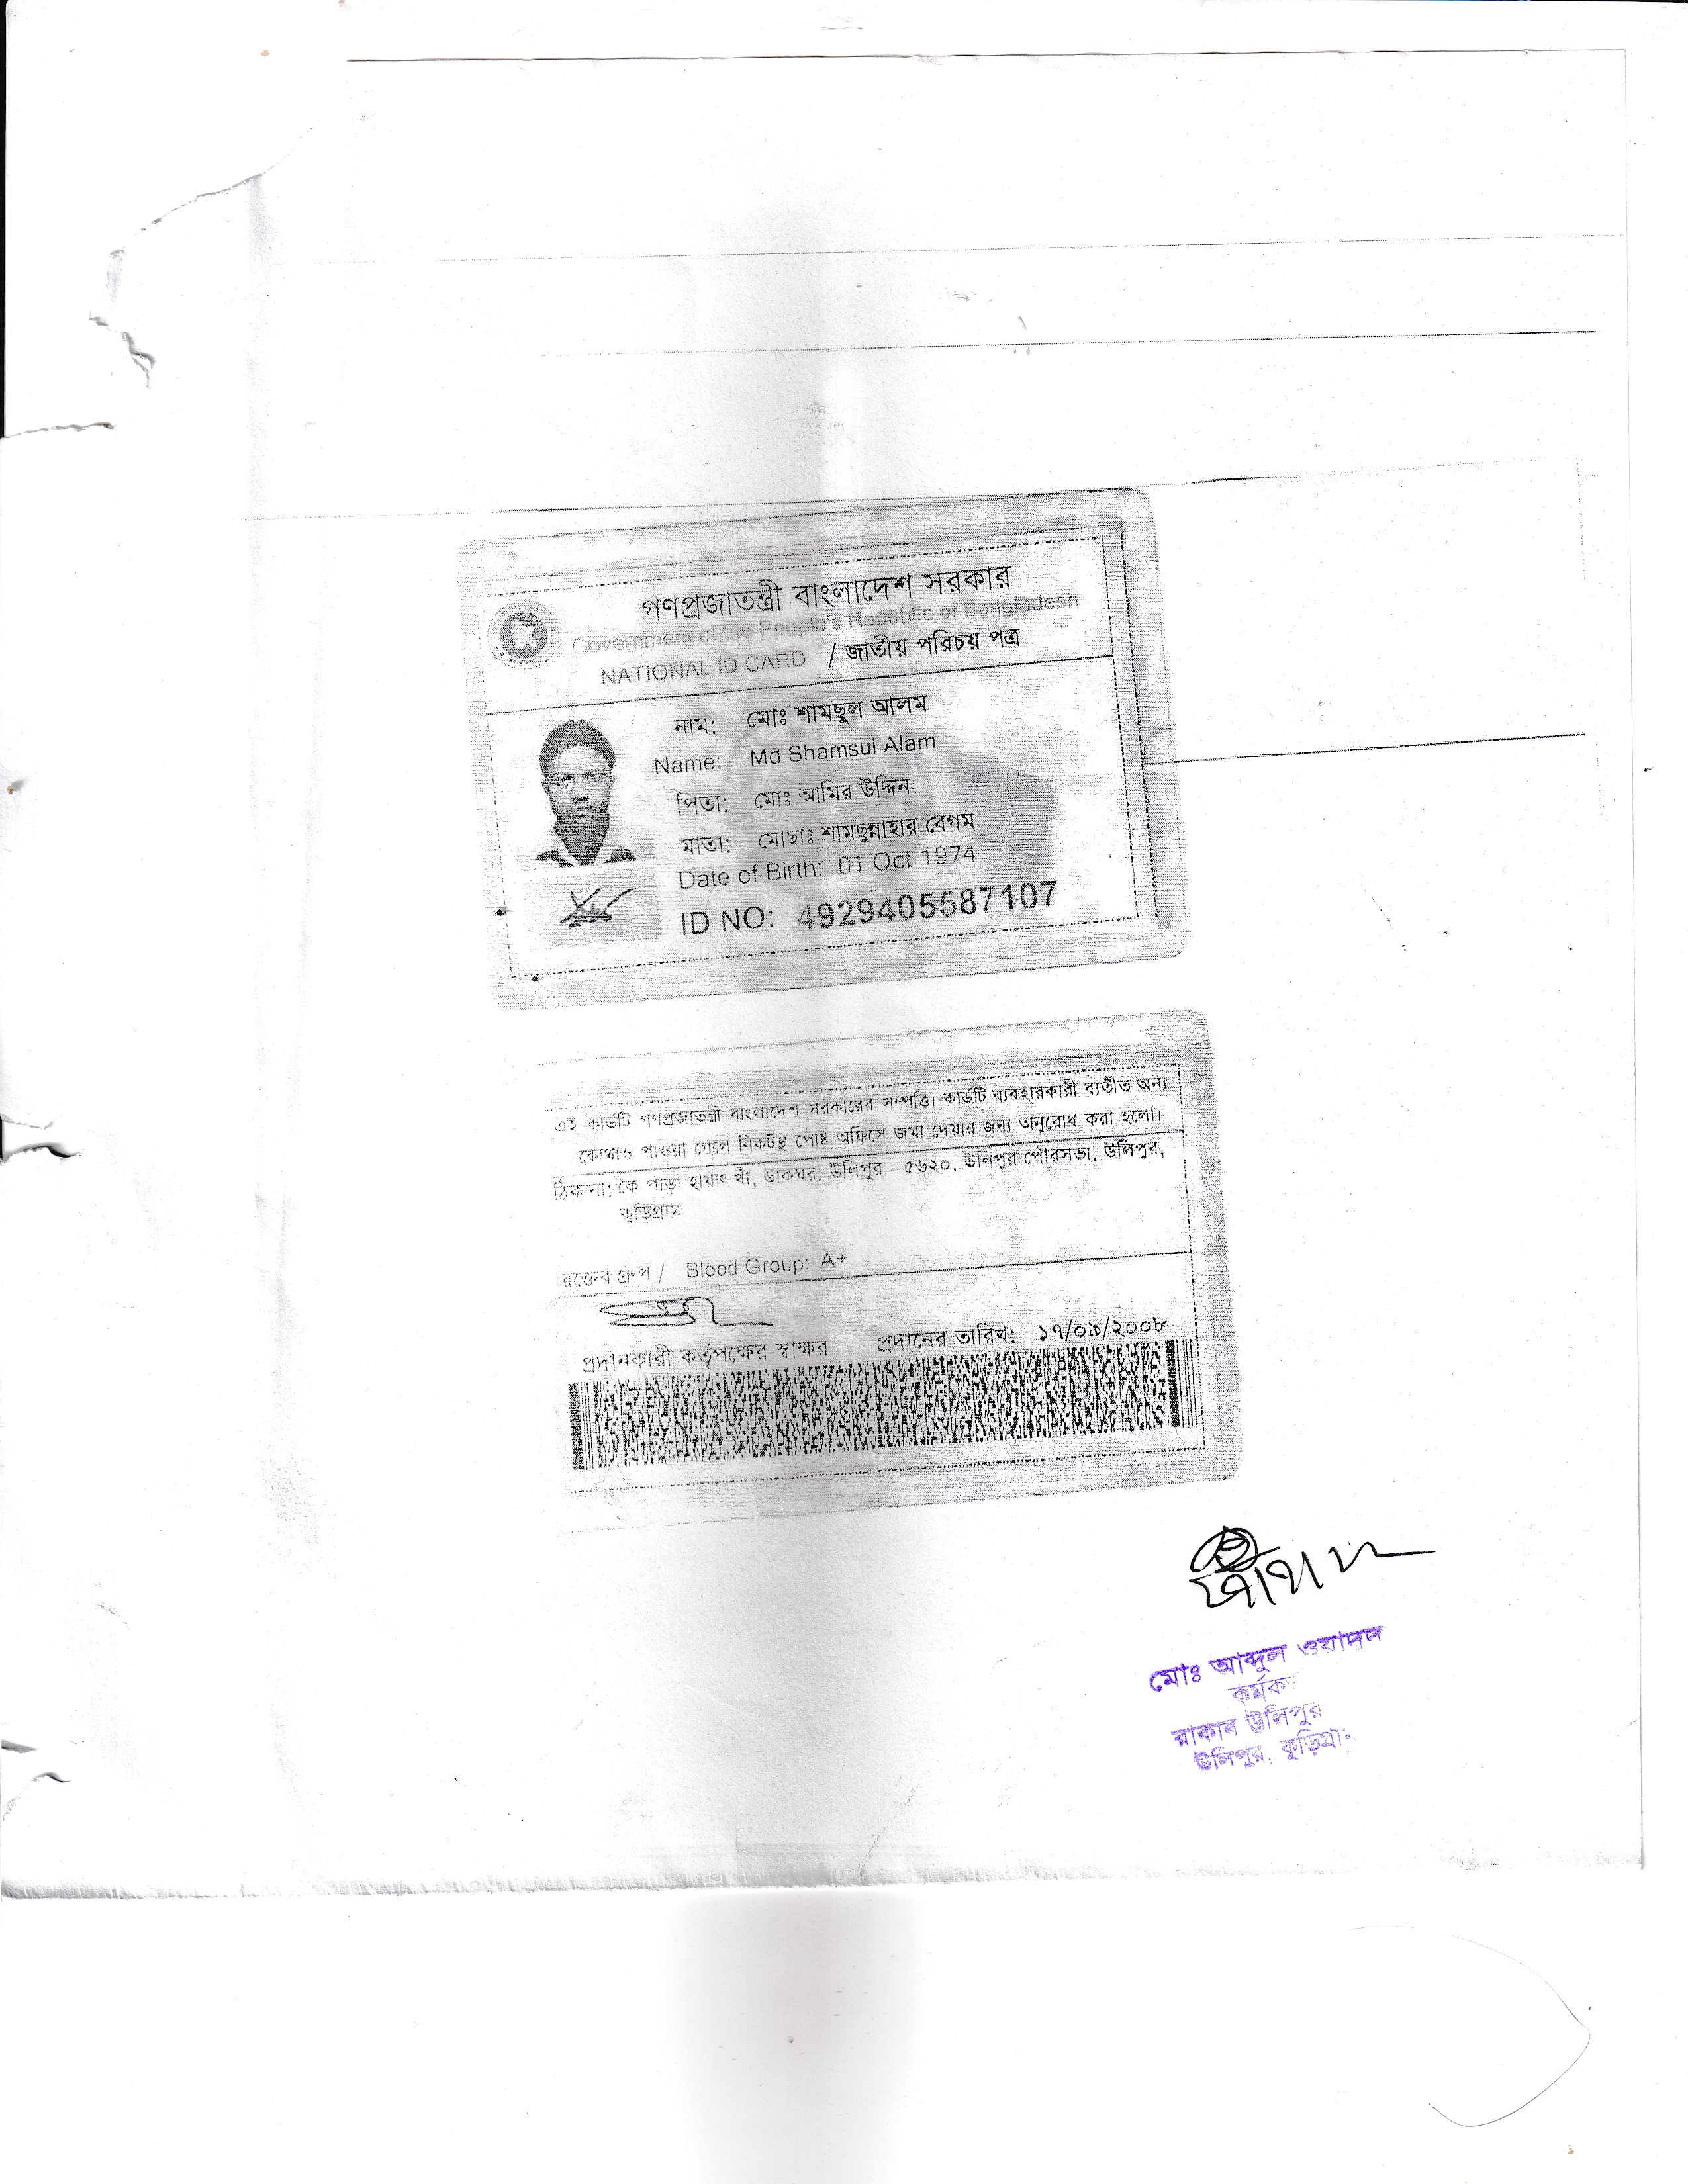 গণপ্রজাতন্ত্রী বাংলাদেশ সরকার
Government of the People's Republic of Bangladesh
NATIONAL ID CARD / জাতীয় পরিচয় পত্র
নাম: মোঃ শামছুল আলম
Name: Md Shamsul Alam
পিতা: মোঃ আমির উদ্দিন
মাতা: মোছাঃ শামছুন্নাহার বেগম
Date of Birth: 01 Oct 1974
ID NO: 4929405587107
এই কার্ডটি গণপ্রজাতন্ত্রী বাংলাদেশ সরকারের সম্পত্তি। কার্ডটি ব্যবহারকারী ব্যতীত অন্য
কোথাও পাওয়া গেলে নিকটস্থ পোষ্ট অফিসে জমা দেয়ার জন্য অনুরোধ করা হলো।
ঠিকানা: কৈ পাড়া হায়াৎ খাঁ, ডাকঘর: উলিপুর - ৫৬২০, উলিপুর পৌরসভা, উলিপুর,
কুড়িগ্রাম
রক্তের গ্রুপ / Blood Group: A+
প্রদানকারী কর্তৃপক্ষের স্বাক্ষর প্রদানের তারিখ: ১৭/০৯/২০০৮
মোঃ আব্দুল
উলিপুর
উলিপুর,